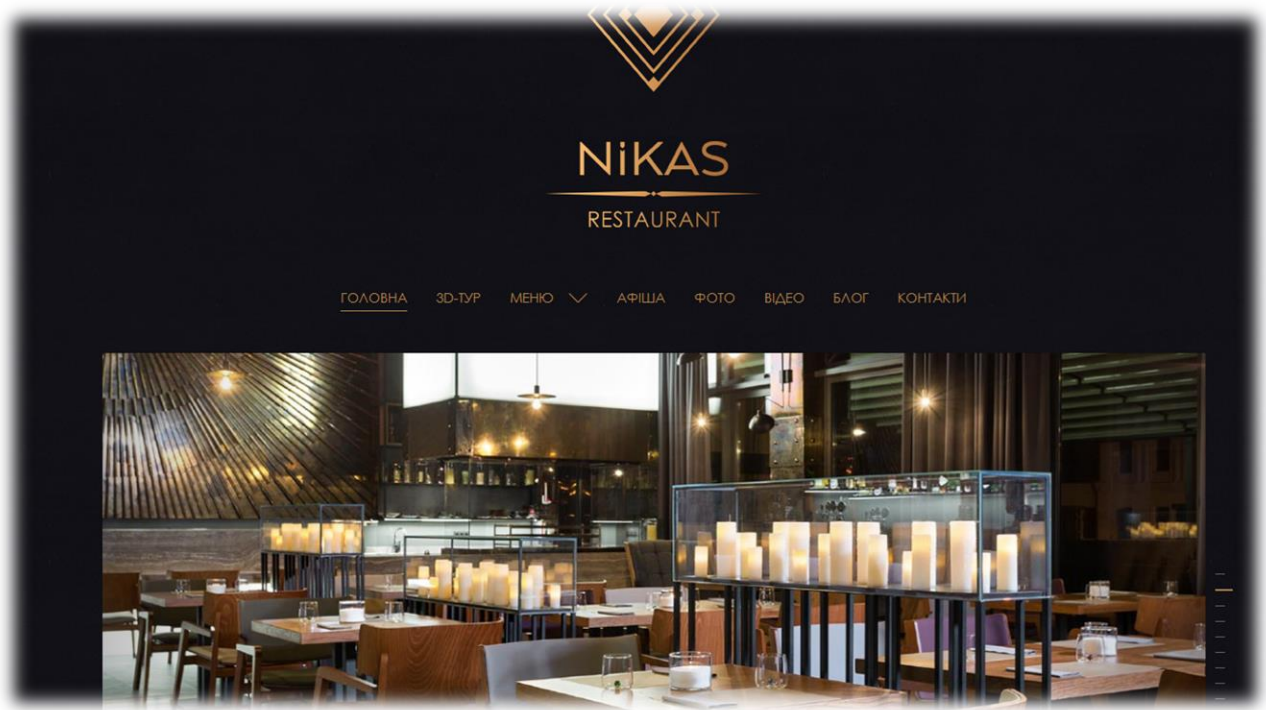 NiKAS
RESTAURANT
ГОЛОВНА 3D-ТУР МЕНЮ АФІША ФОТО ВІДЕО БЛОГ КОНТАКТИ